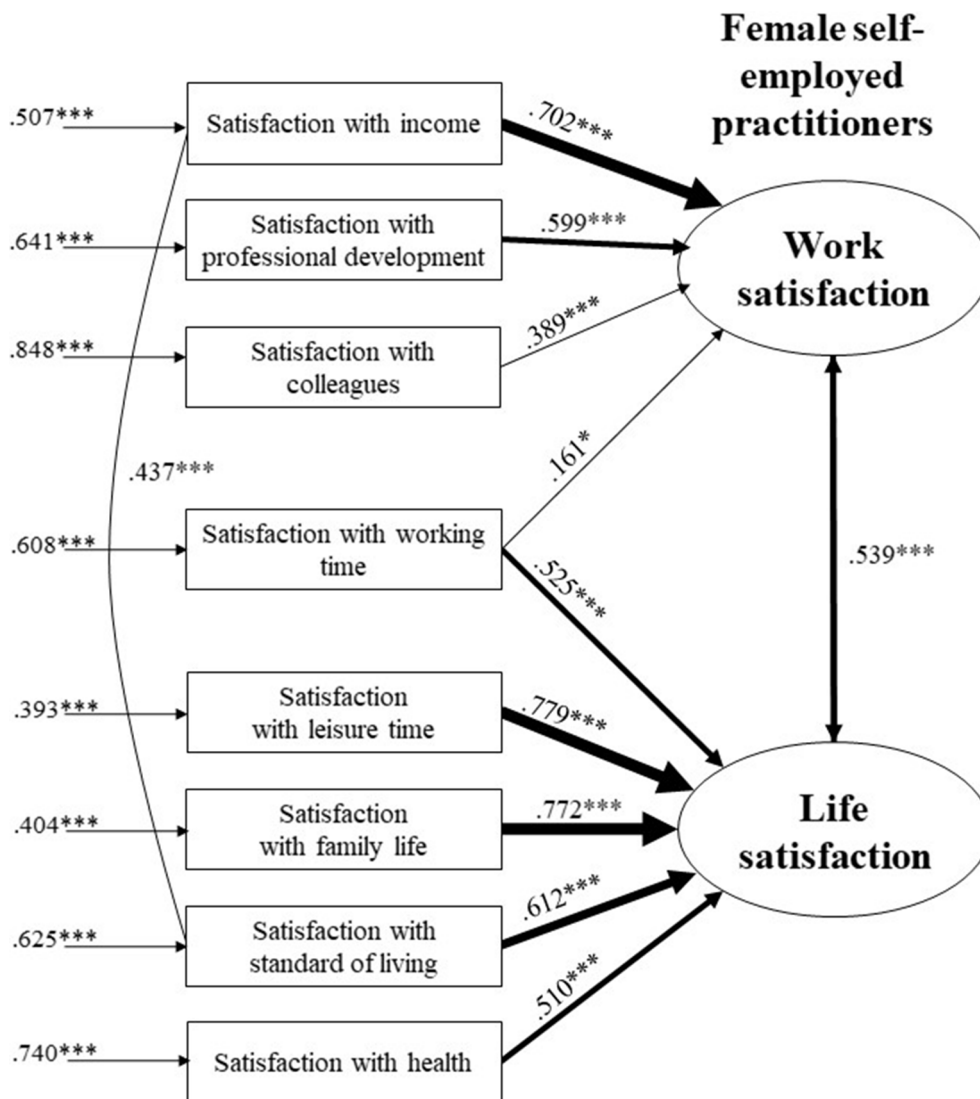 Female self-
employed
practitioners
.507***
Satisfaction with income
.702***
Work
satisfaction
.641***
Satisfaction with
professional development
.599***
.848***
Satisfaction with
colleagues
.389***
.437***
.161*
.608***
Satisfaction with working
time
.525***
.539***
.393***
Satisfaction
with leisure time
.779***
Life
satisfaction
.404***
Satisfaction
with family life
.772***
.625***
Satisfaction with
standard of living
.612***
.740***
Satisfaction with health
.510***